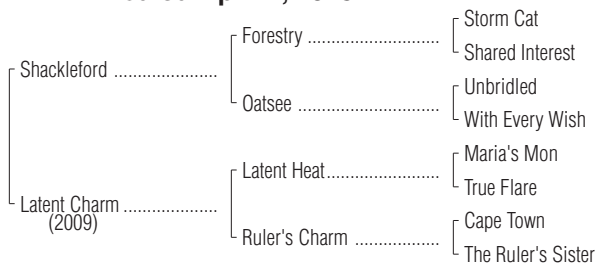 Storm Cat
Forestry ....................................
Shared Interest
Shackleford ......................
Unbridled
Oatsee ....................................
With Every Wish
Maria's Mon
Latent Heat.............................
True Flare
Latent Charm ....................
(2009)
Cape Town
Ruler's Charm .....................
The Ruler's Sister